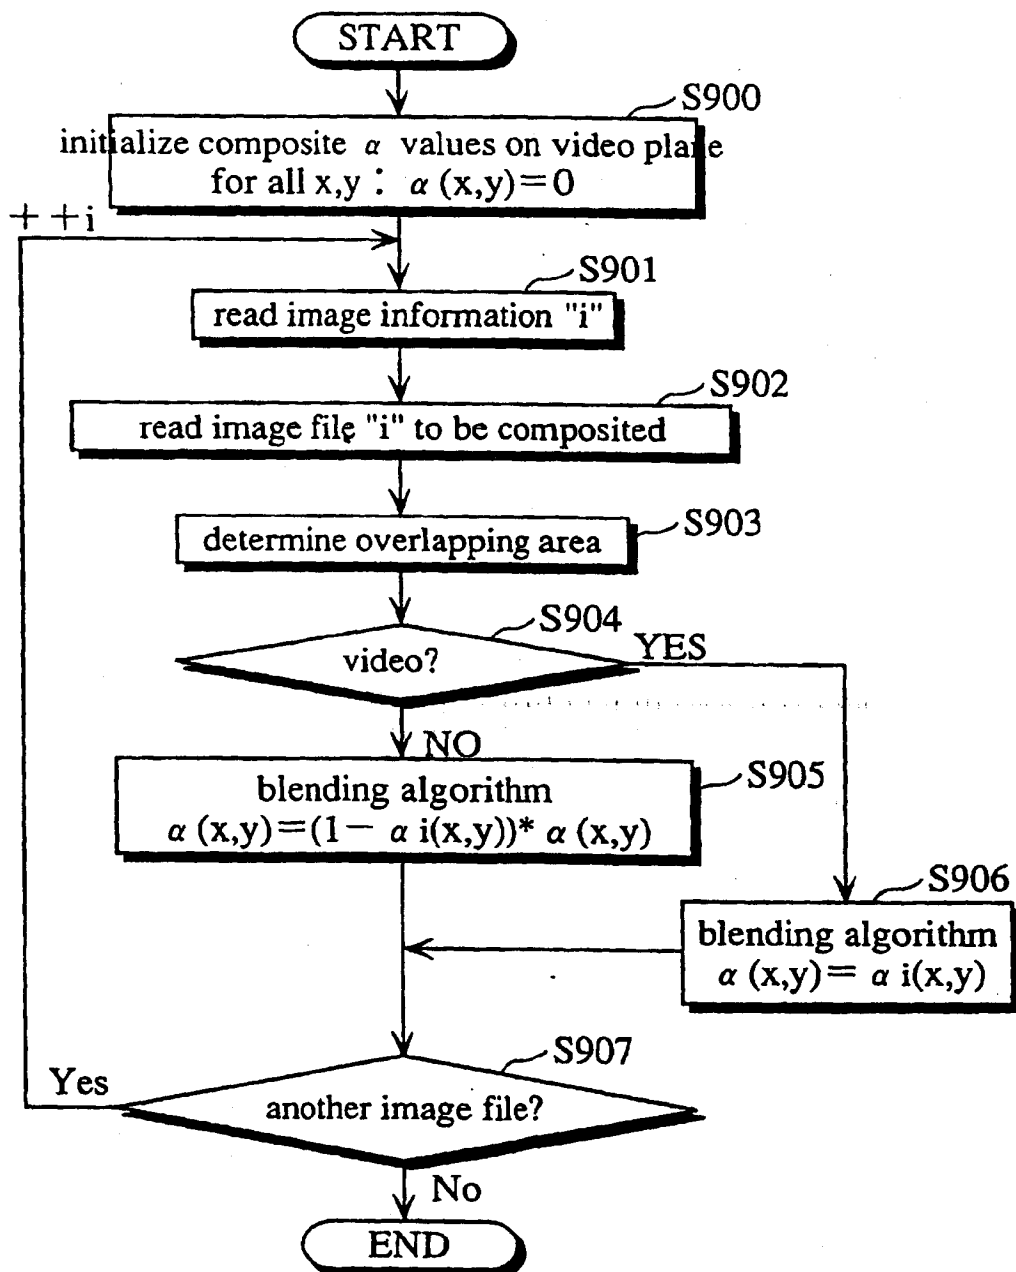 START
S900
initialize composite α values on video plane
for all x,y : α (x,y)=0
++i
S901
read image information "i"
S902
read image file "i" to be composited
S903
determine overlapping area
S904
video?
YES
NO
S905
blending algorithm
α (x,y)=(1− α i(x,y))* α (x,y)
S906
blending algorithm
α (x,y)= α i(x,y)
S907
Yes
another image file?
No
END